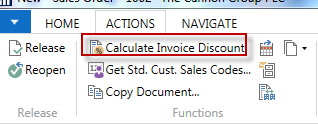 New - Sales Order - 1002 - The Cannon Group PLC
HOME ACTIONS NAVIGATE
Release
Reopen
Release
Calculate Invoice Discount
Get Std. Cust. Sales Codes...
Copy Document...
Functions